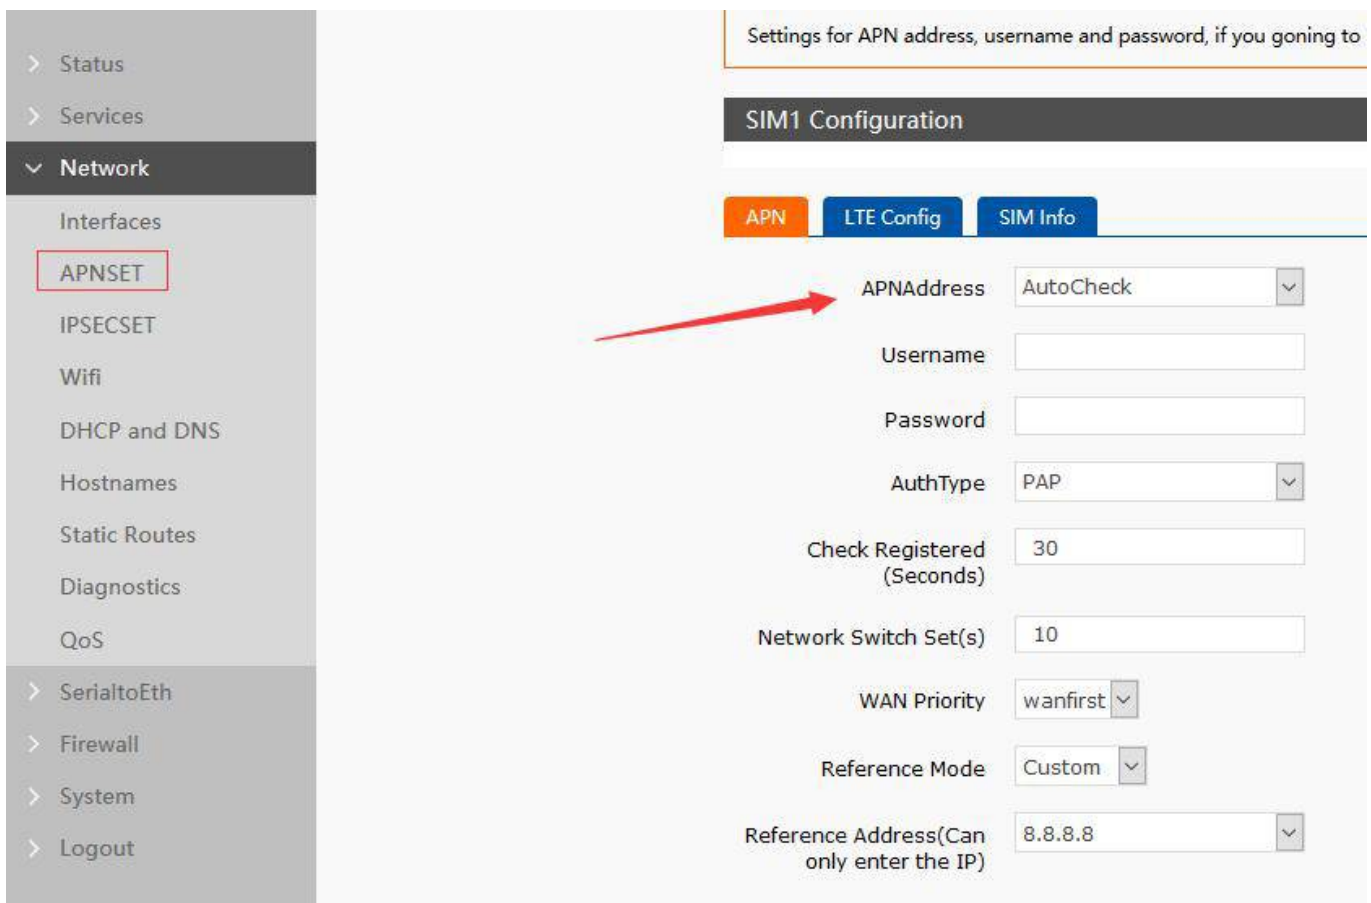 Settings for APN address, username and password, if you goning to
Status
Services
Network
Interfaces
APNSET
IPSECSET
Wifi
DHCP and DNS
Hostnames
Static Routes
Diagnostics
QoS
SerialtoEth
Firewall
System
Logout
SIM1 Configuration
APN LTE Config SIM Info
APNAddress AutoCheck
Username
Password
AuthType PAP
Check Registered 30
(Seconds)
Network Switch Set(s) 10
WAN Priority wanfirst
Reference Mode Custom
Reference Address(Can 8.8.8.8
only enter the IP)